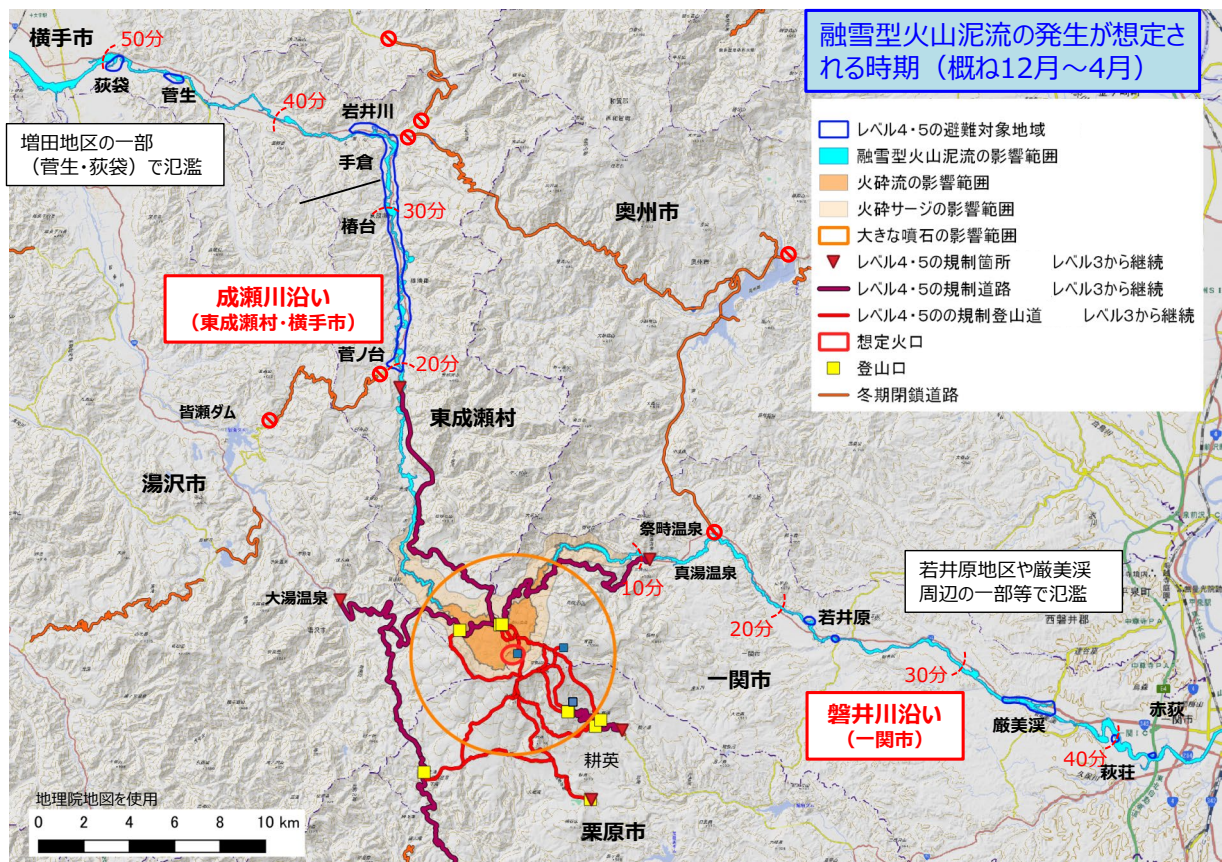 融雪型火山泥流の発生が想定さ
れる時期（概ね12月～4月）
横手市
50分
荻袋
菅生
40分
岩井川
増田地区の一部
（菅生・荻袋）で氾濫
手倉
30分
椿台
奥州市
レベル4・5の避難対象地域
融雪型火山泥流の影響範囲
火砕流の影響範囲
火砕サージの影響範囲
大きな噴石の影響範囲
レベル4・5の規制箇所 レベル3から継続
レベル4・5の規制道路 レベル3から継続
レベル4・5のの規制登山道 レベル3から継続
想定火口
登山口
冬期閉鎖道路
成瀬川沿い
（東成瀬村・横手市）
菅ノ台
20分
皆瀬ダム
東成瀬村
湯沢市
祭畤温泉
真湯温泉
10分
大湯温泉
若井原地区や厳美渓
周辺の一部等で氾濫
西磐井郡
平泉町
20分
若井原
一関市
30分
磐井川沿い
（一関市）
厳美渓
赤荻
一関市
一関IC
40分
萩荘
耕英
栗原市
地理院地図を使用
0 2 4 6 8 10 km